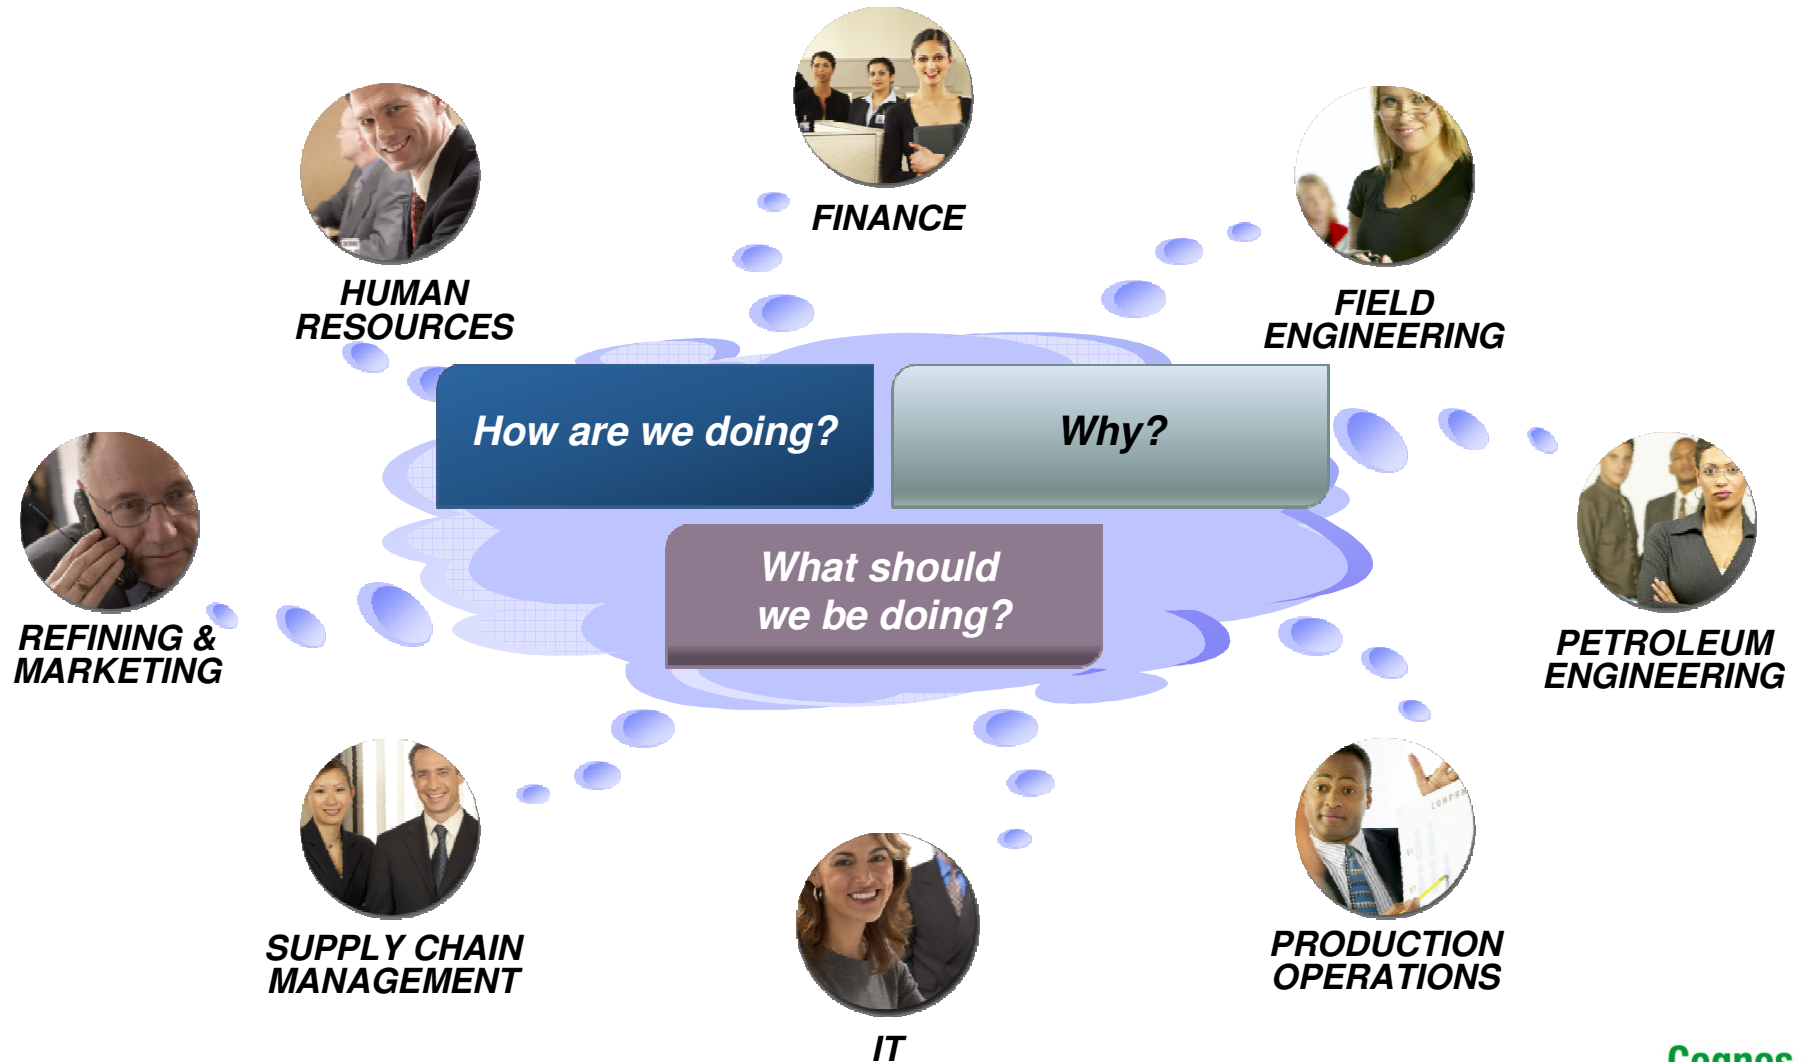 FINANCE
HUMAN
RESOURCES
FIELD
ENGINEERING
How are we doing?
Why?
What should
we be doing?
REFINING &
MARKETING
PETROLEUM
ENGINEERING
SUPPLY CHAIN
MANAGEMENT
PRODUCTION
OPERATIONS
IT
Cognos